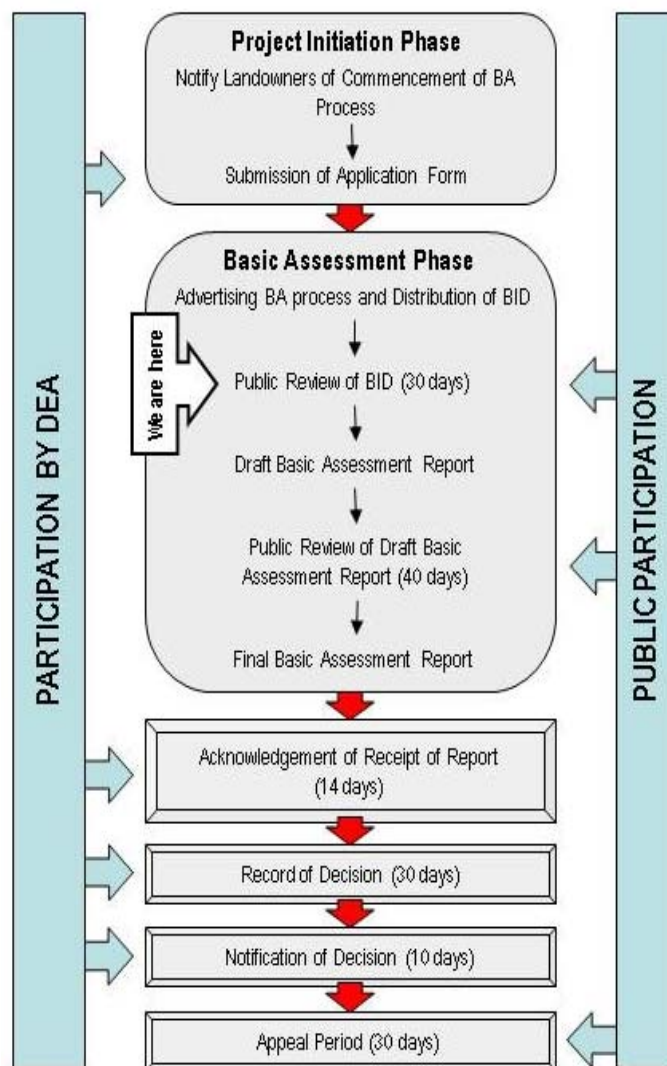 Project Initiation Phase
Notify Landowners of Commencement of BA
Process
Submission of Application Form
Basic Assessment Phase
Advertising BA process and Distribution of BID
We are here
Public Review of BID (30 days)
Draft Basic Assessment Report
Public Review of Draft Basic
Assessment Report (40 days)
Final Basic Assessment Report
Acknowledgement of Receipt of Report
(14 days)
Record of Decision (30 days)
Notification of Decision (10 days)
Appeal Period (30 days)
PARTICIPATION BY DEA
PUBLIC PARTICIPATION